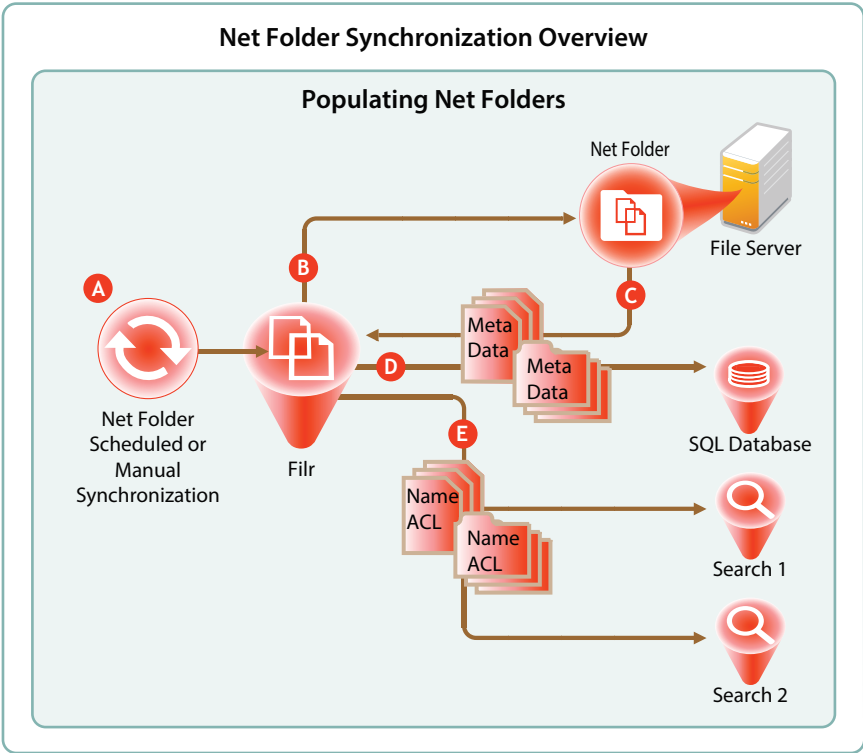 Net Folder Synchronization Overview
Populating Net Folders
Net Folder
File Server
A
B
C
Meta
Data
D
Meta
Data
SQL Database
Net Folder
Scheduled or
Manual
Synchronization
Filr
E
Name
ACL
Name
ACL
Search 1
Search 2